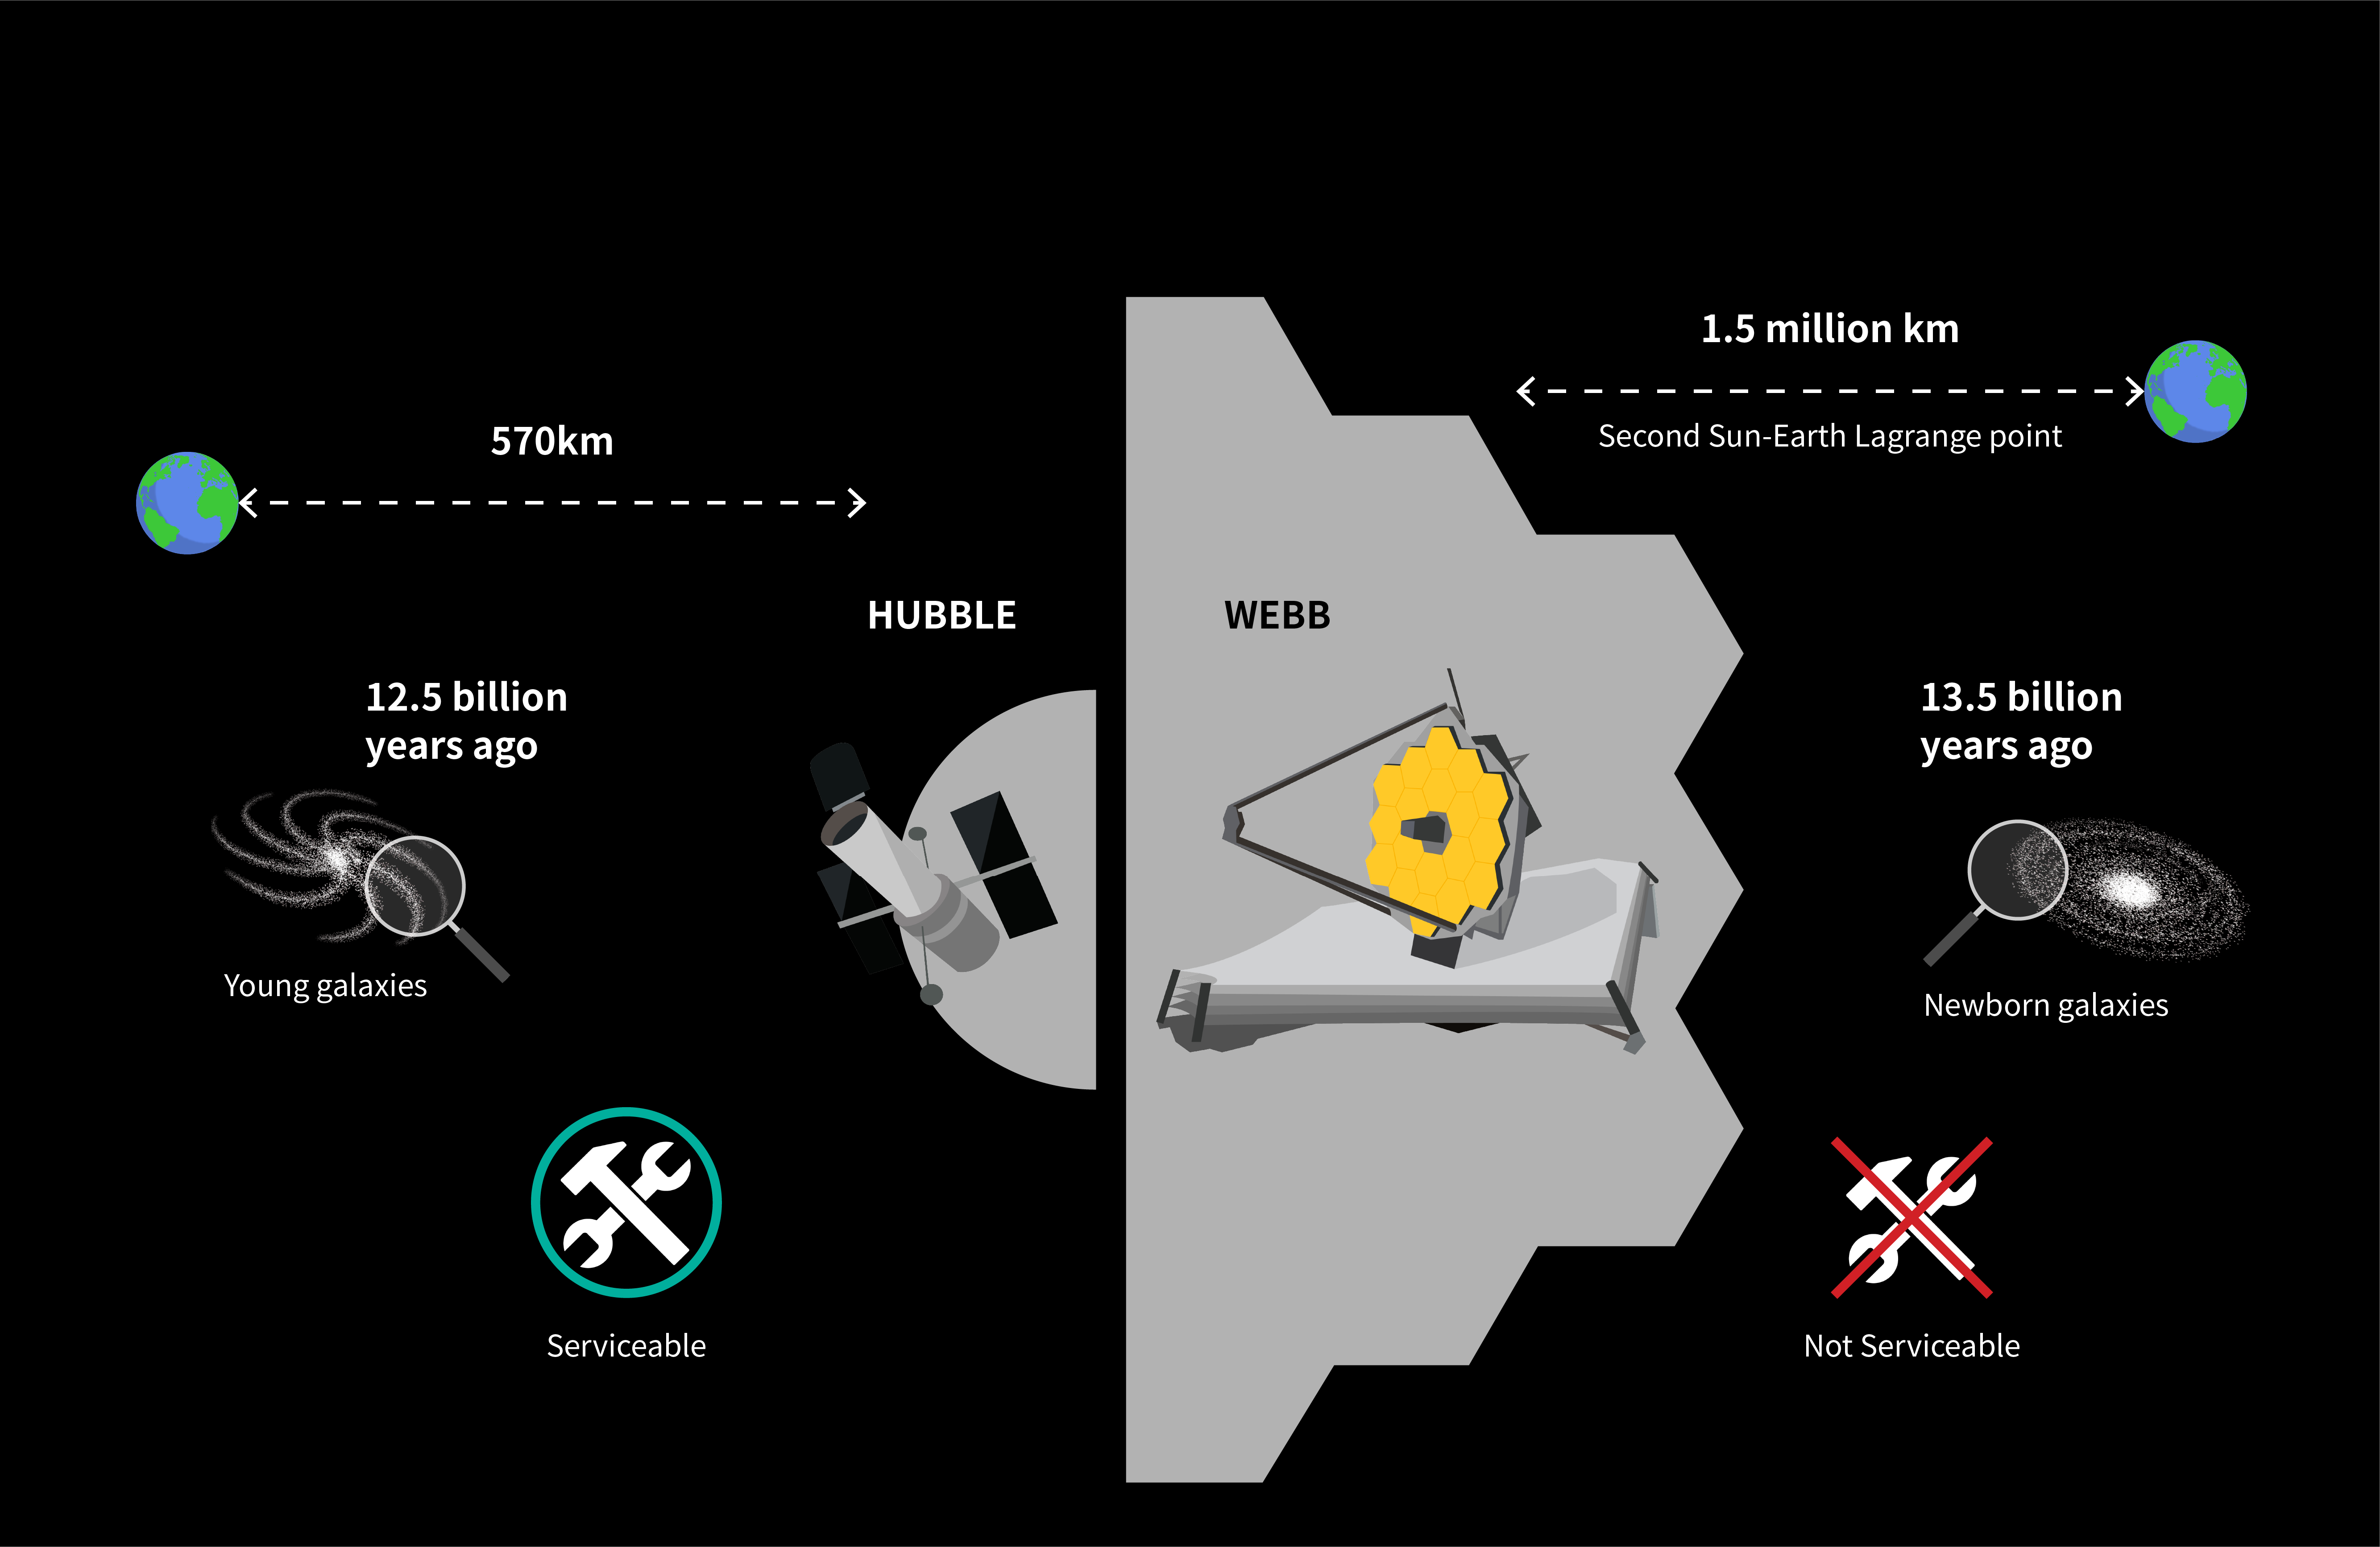 1.5 million km
Second Sun-Earth Lagrange point
570km
HUBBLE
WEBB
12.5 billion
years ago
Young galaxies
13.5 billion
years ago
Newborn galaxies
Serviceable
Not Serviceable